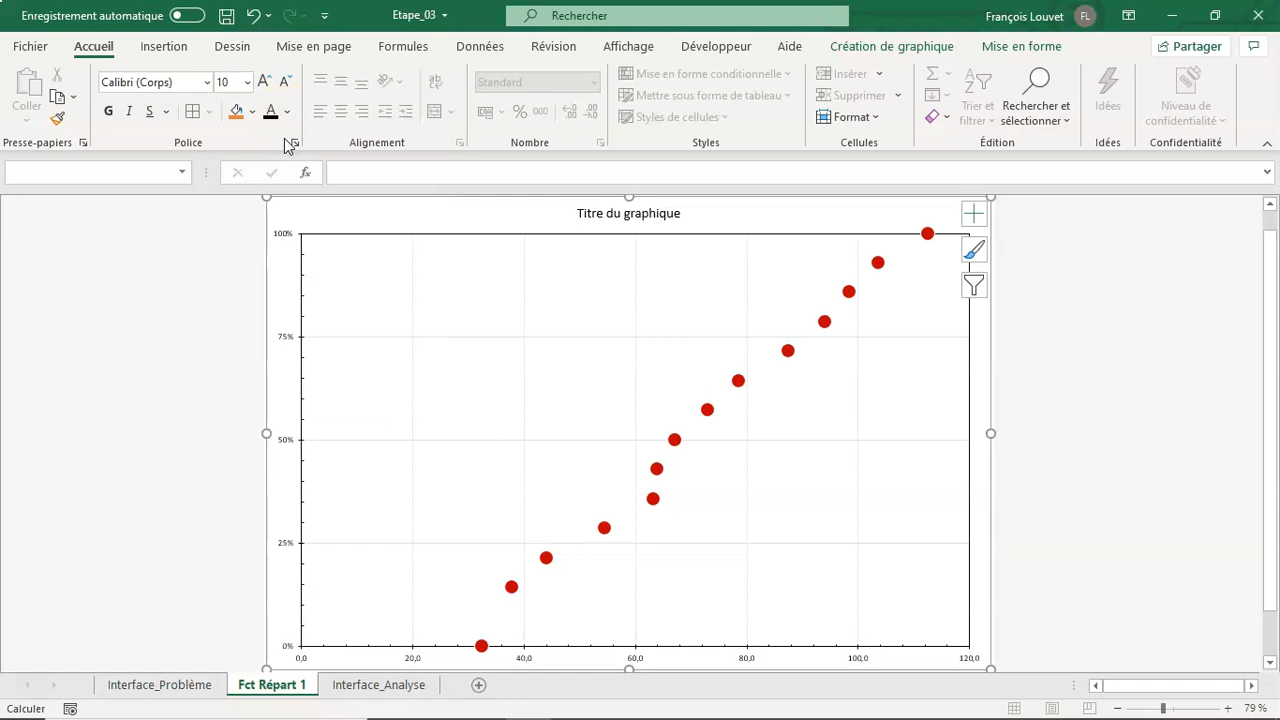 Enregistrement automatique
Etape_03
Rechercher
François Louvet
FL
Fichier
Accueil
Insertion
Dessin
Mise en page
Formules
Données
Révision
Affichage
Développeur
Aide
Création de graphique
Mise en forme
Partager
Coller
Calibri (Corps)
10
A
A
G
I
S
A
ab
Standard
%
000
Mise en forme conditionnelle
Mettre sous forme de tableau
Styles de cellules
Insérer
Supprimer
Format
Σ
Trier et
filtrer
Rechercher et
sélectionner
Idées
Niveau de
confidentialité
Presse-papiers
Police
Alignement
Nombre
Styles
Cellules
Édition
Idées
Confidentialité
fx
Titre du graphique
100%
75%
50%
25%
0%
0,0
20,0
40,0
60,0
80,0
100,0
120,0
Interface_Problème
Fct Répart 1
Interface_Analyse
Calculer
79 %